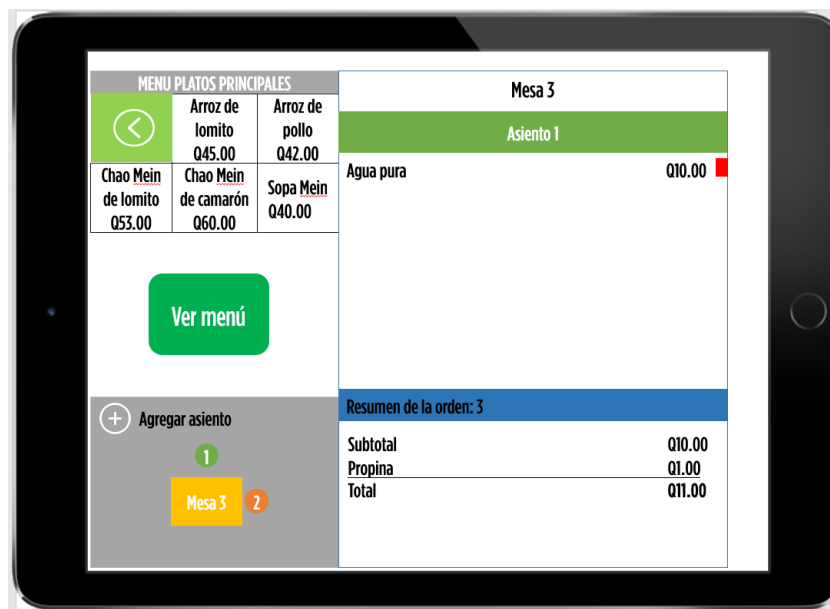 MENU PLATOS PRINCIPALES
Arroz de
lomito
Q45.00
Arroz de
pollo
Q42.00
Chao Mein
de lomito
Q53.00
Chao Mein
de camarón
Q60.00
Sopa Mein
Q40.00
Ver menú
Agregar asiento
1
Mesa 3
2
Mesa 3
Asiento 1
Agua pura Q10.00
Resumen de la orden: 3
Subtotal Q10.00
Propina Q1.00
Total Q11.00